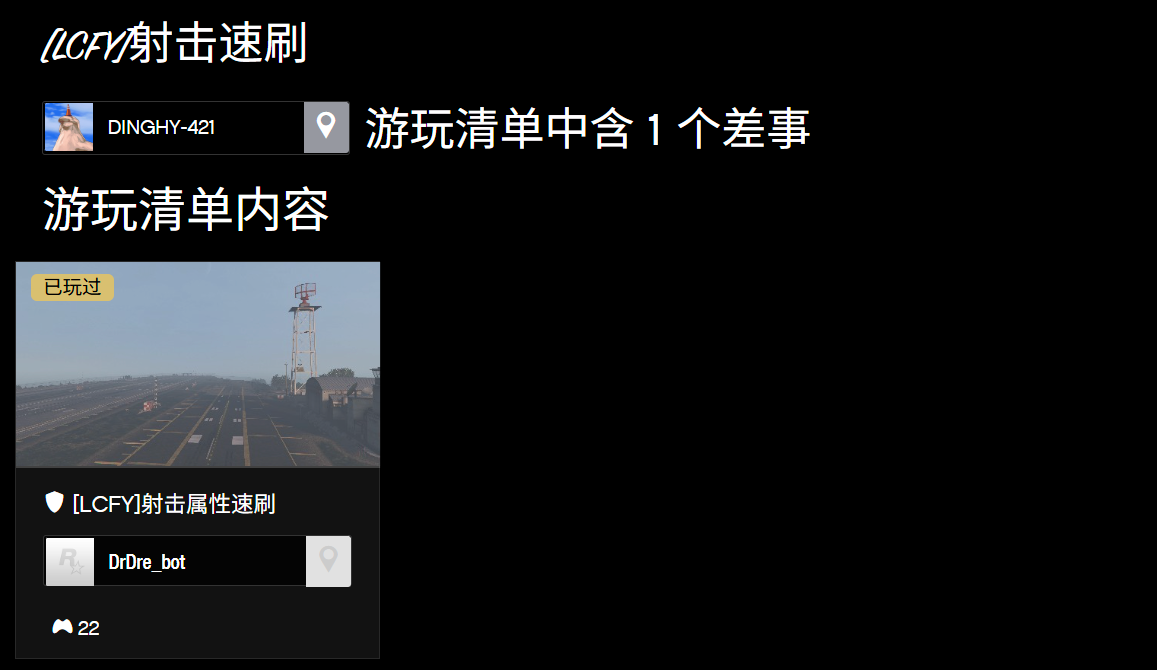 [LCFY]射击速刷
DINGHY-421
游玩清单中含 1 个差事
游玩清单内容
已玩过
[LCFY]射击属性速刷
R
DrDre_bot
22